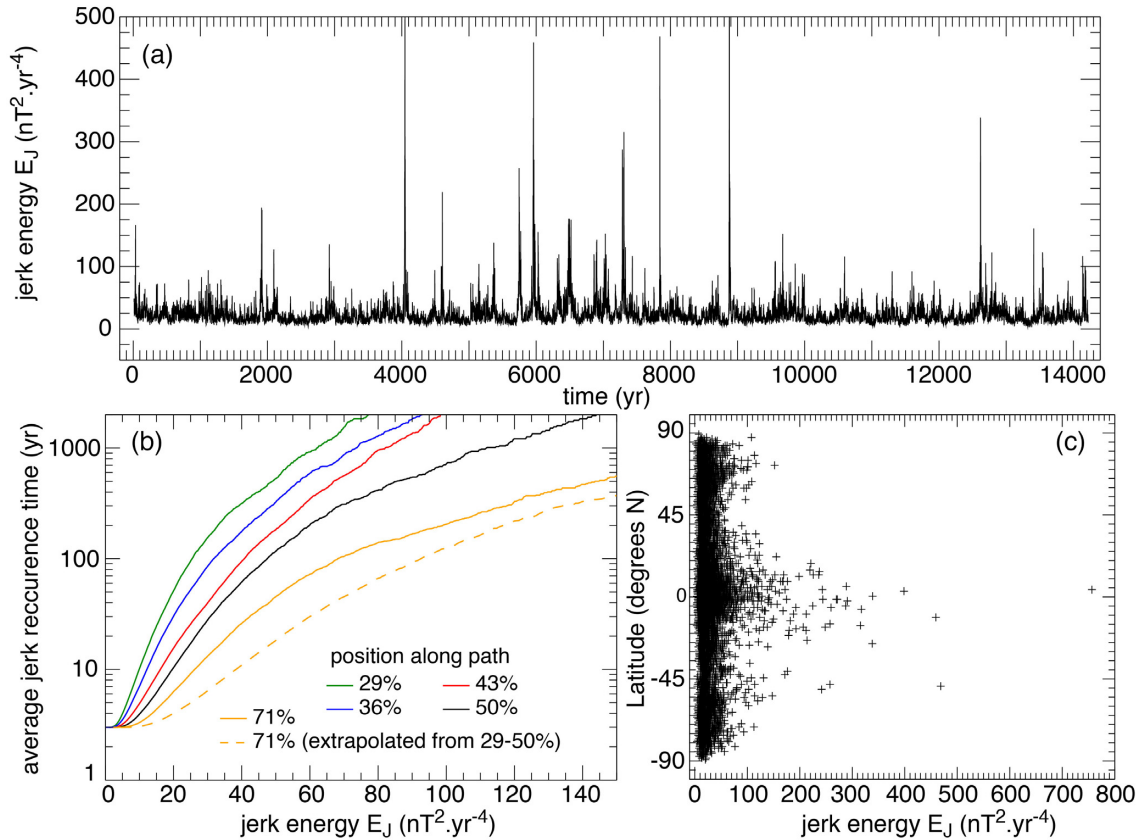 (a)
jerk energy E_J (nT².yr⁻⁴)
500
400
300
200
100
0
0 2000 4000 6000 8000 10000 12000 14000
time (yr)
(b)
average jerk reccurence time (yr)
1000
100
10
1
position along path
29% 43%
36% 50%
71%
71% (extrapolated from 29-50%)
0 20 40 60 80 100 120 140
jerk energy E_J (nT².yr⁻⁴)
(c)
Latitude (degrees N)
90
45
0
-45
-90
0 100 200 300 400 500 600 700 800
jerk energy E_J (nT².yr⁻⁴)